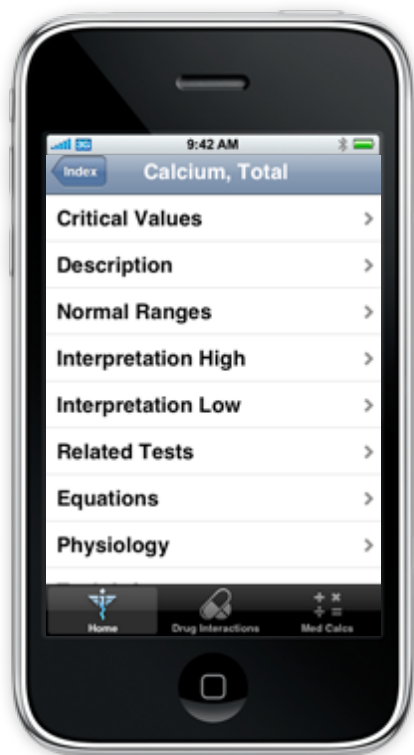 3G 9:42 AM
Index Calcium, Total
Critical Values
Description
Normal Ranges
Interpretation High
Interpretation Low
Related Tests
Equations
Physiology
Home Drug Interactions Med Calcs